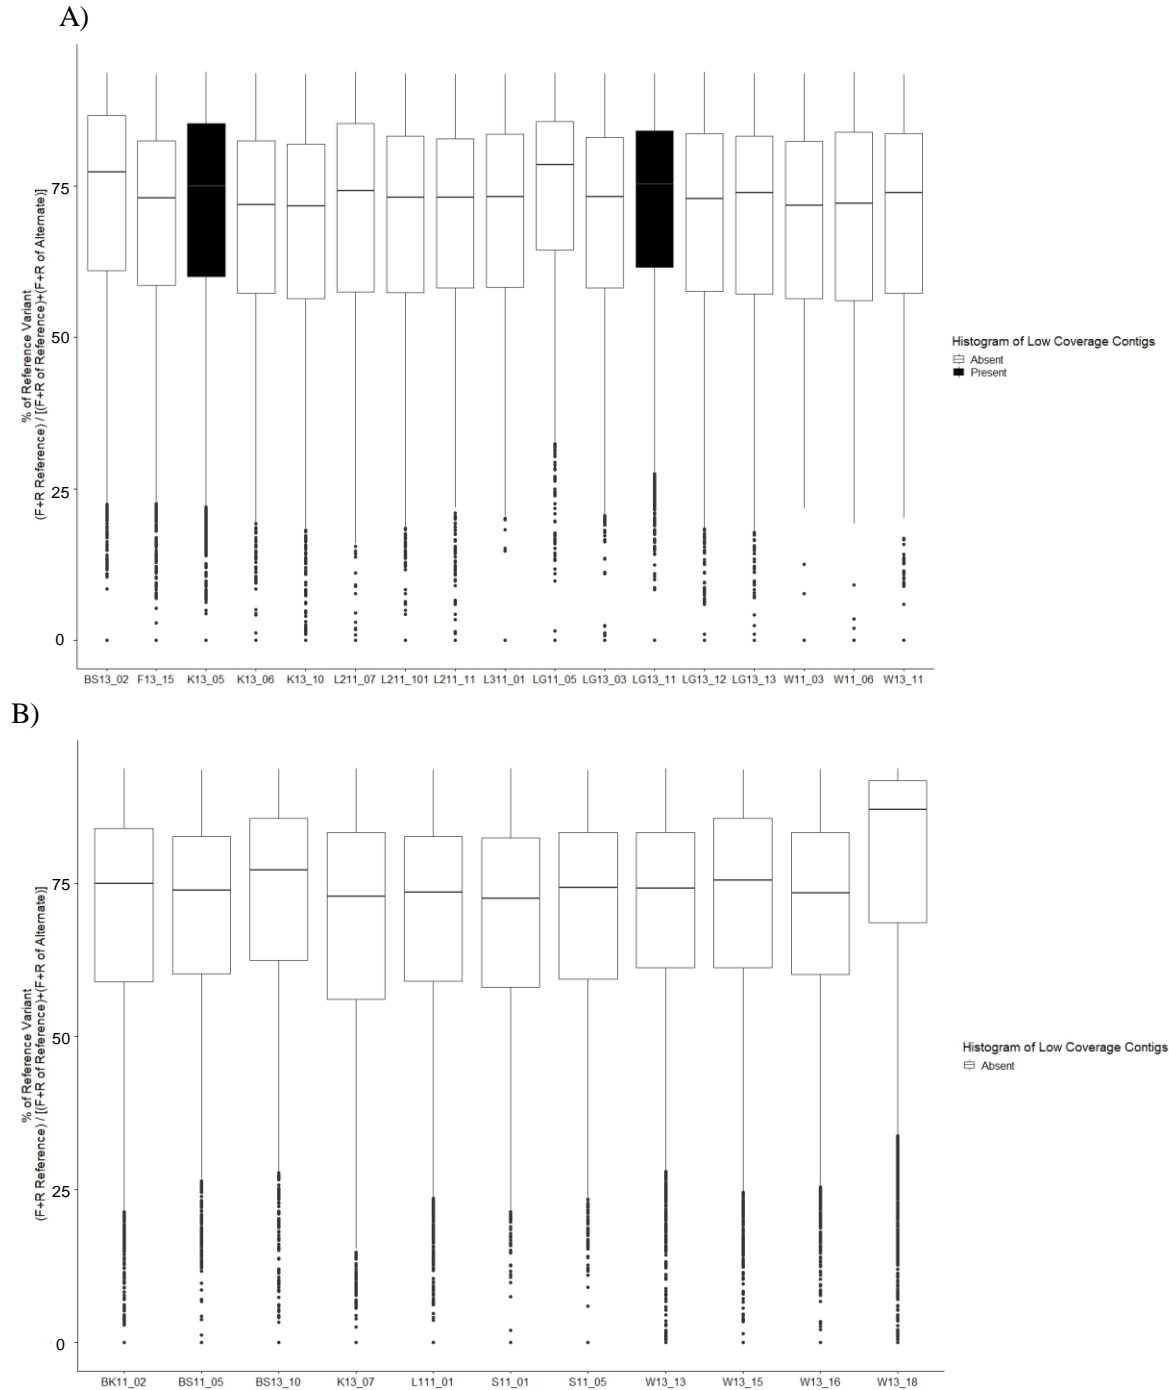 A)
% of Reference Variant
(F+R Reference) / [(F+R of Reference)+(F+R of Alternate)]
75
50
25
0
BS13_02 F13_15 K13_05 K13_06 K13_10 L211_07 L211_101 L211_11 L311_01 LG11_05 LG13_03 LG13_11 LG13_12 LG13_13 W11_03 W11_06 W13_11
Histogram of Low Coverage Contigs
Absent
Present
B)
% of Reference Variant
(F+R Reference) / [(F+R of Reference)+(F+R of Alternate)]
75
50
25
0
BK11_02 BS11_05 BS13_10 K13_07 L111_01 S11_01 S11_05 W13_13 W13_15 W13_16 W13_18
Histogram of Low Coverage Contigs
Absent